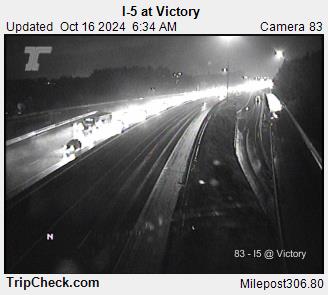 I-5 at Victory
Updated Oct 16 2024 6:34 AM Camera 83
T
N
83 - I5 @ Victory
TripCheck.com Milepost306.80